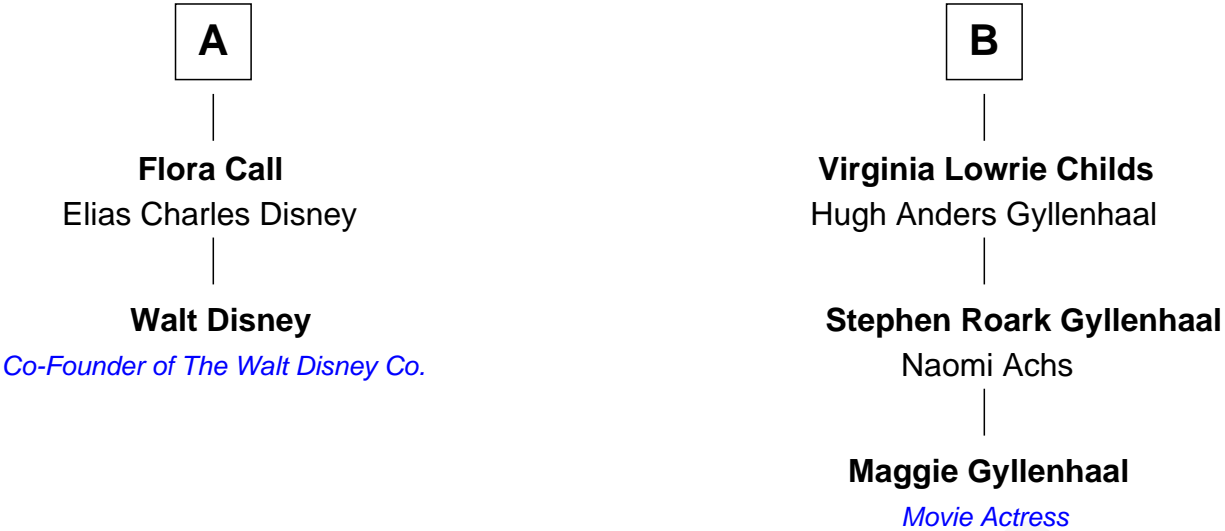 A
Flora Call
Elias Charles Disney
Walt Disney
Co-Founder of The Walt Disney Co.
B
Virginia Lowrie Childs
Hugh Anders Gyllenhaal
Stephen Roark Gyllenhaal
Naomi Achs
Maggie Gyllenhaal
Movie Actress